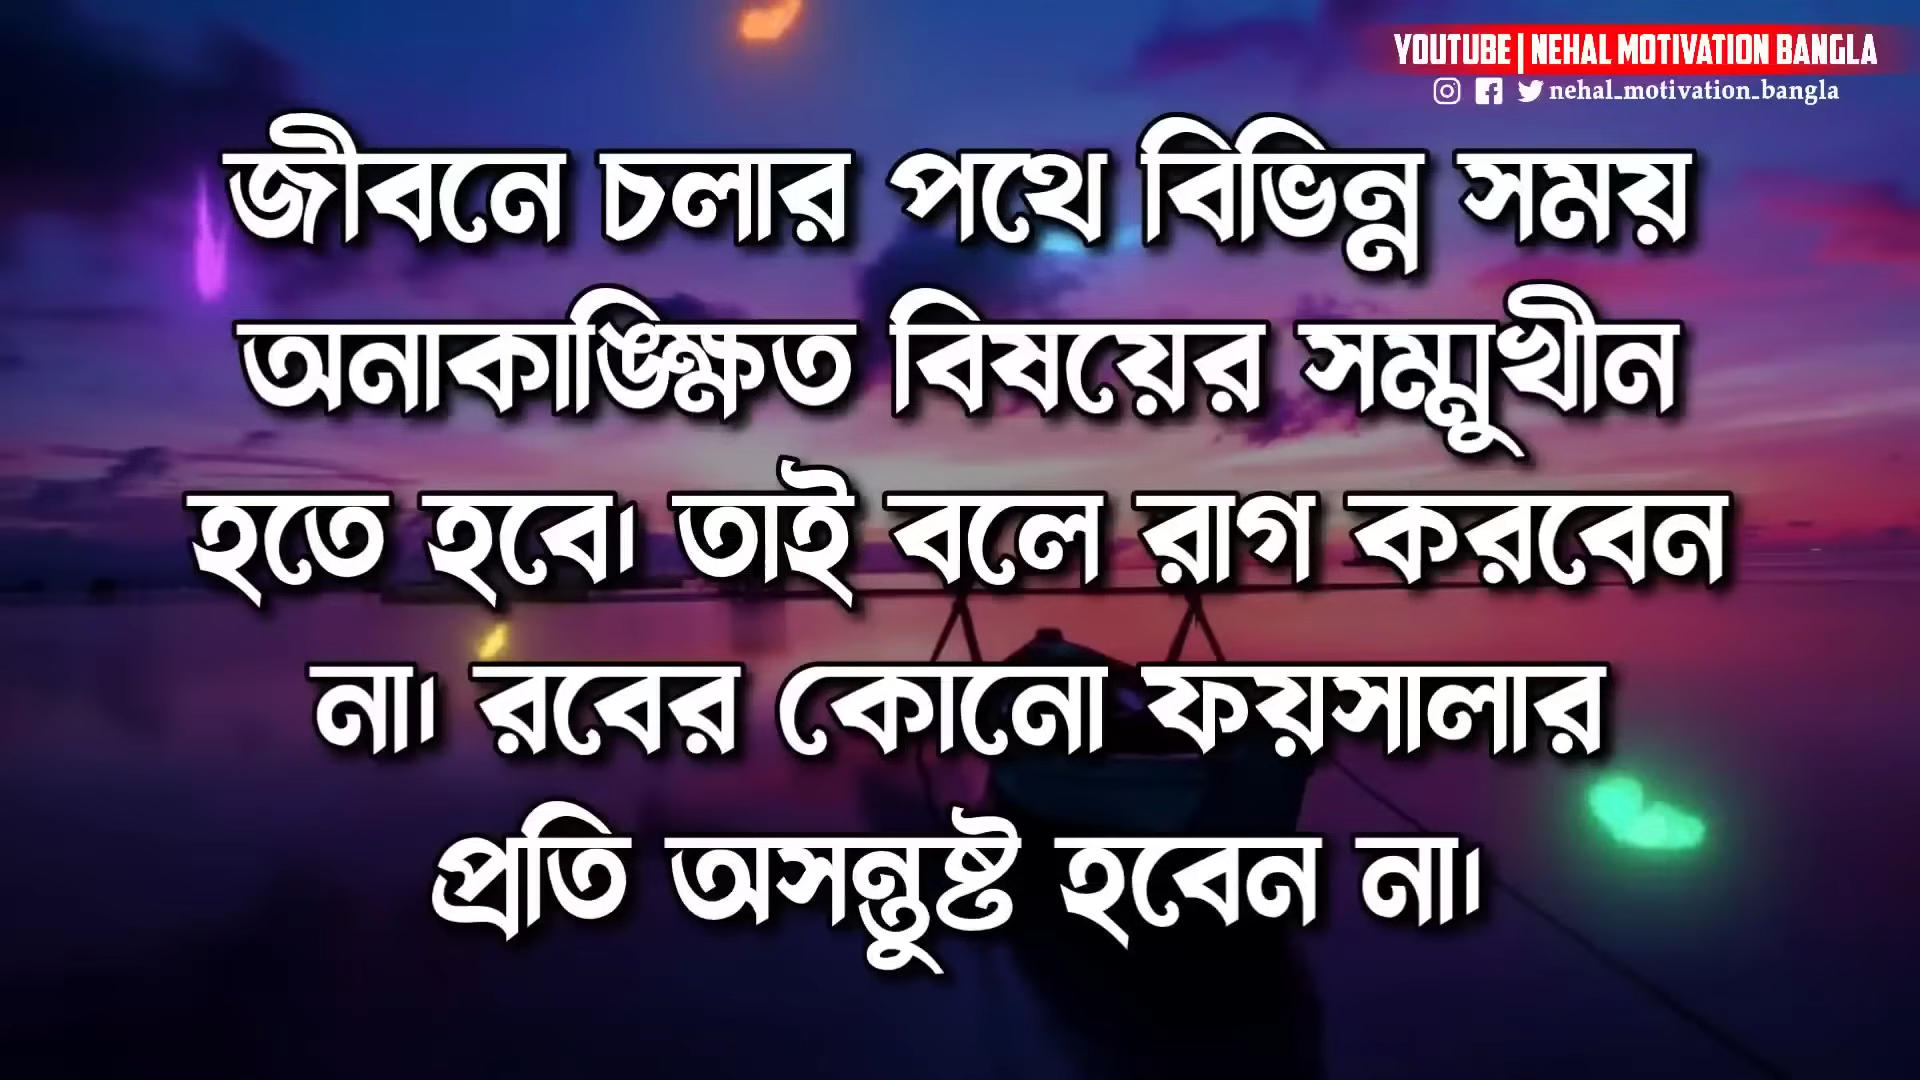 YOUTUBE | NEHAL MOTIVATION BANGLA
nehal_motivation_bangla
জীবনে চলার পথে বিভিন্ন সময়
অনাকাঙ্ক্ষিত বিষয়ের সম্মুখীন
হতে হবে। তাই বলে রাগ করবেন
না। রবের কোনো ফয়সালার
প্রতি অসন্তুষ্ট হবেন না।